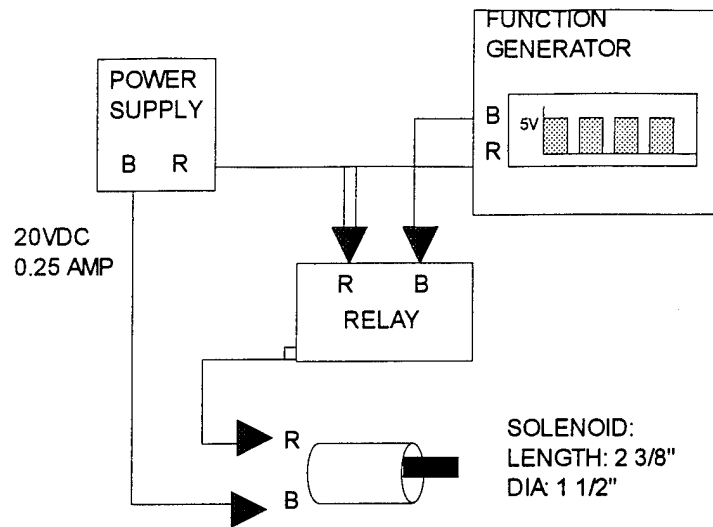 FUNCTION
GENERATOR
POWER
SUPPLY
B R
B
R
5V
20VDC
0.25 AMP
R B
RELAY
R
B
SOLENOID:
LENGTH: 2 3/8"
DIA: 1 1/2"